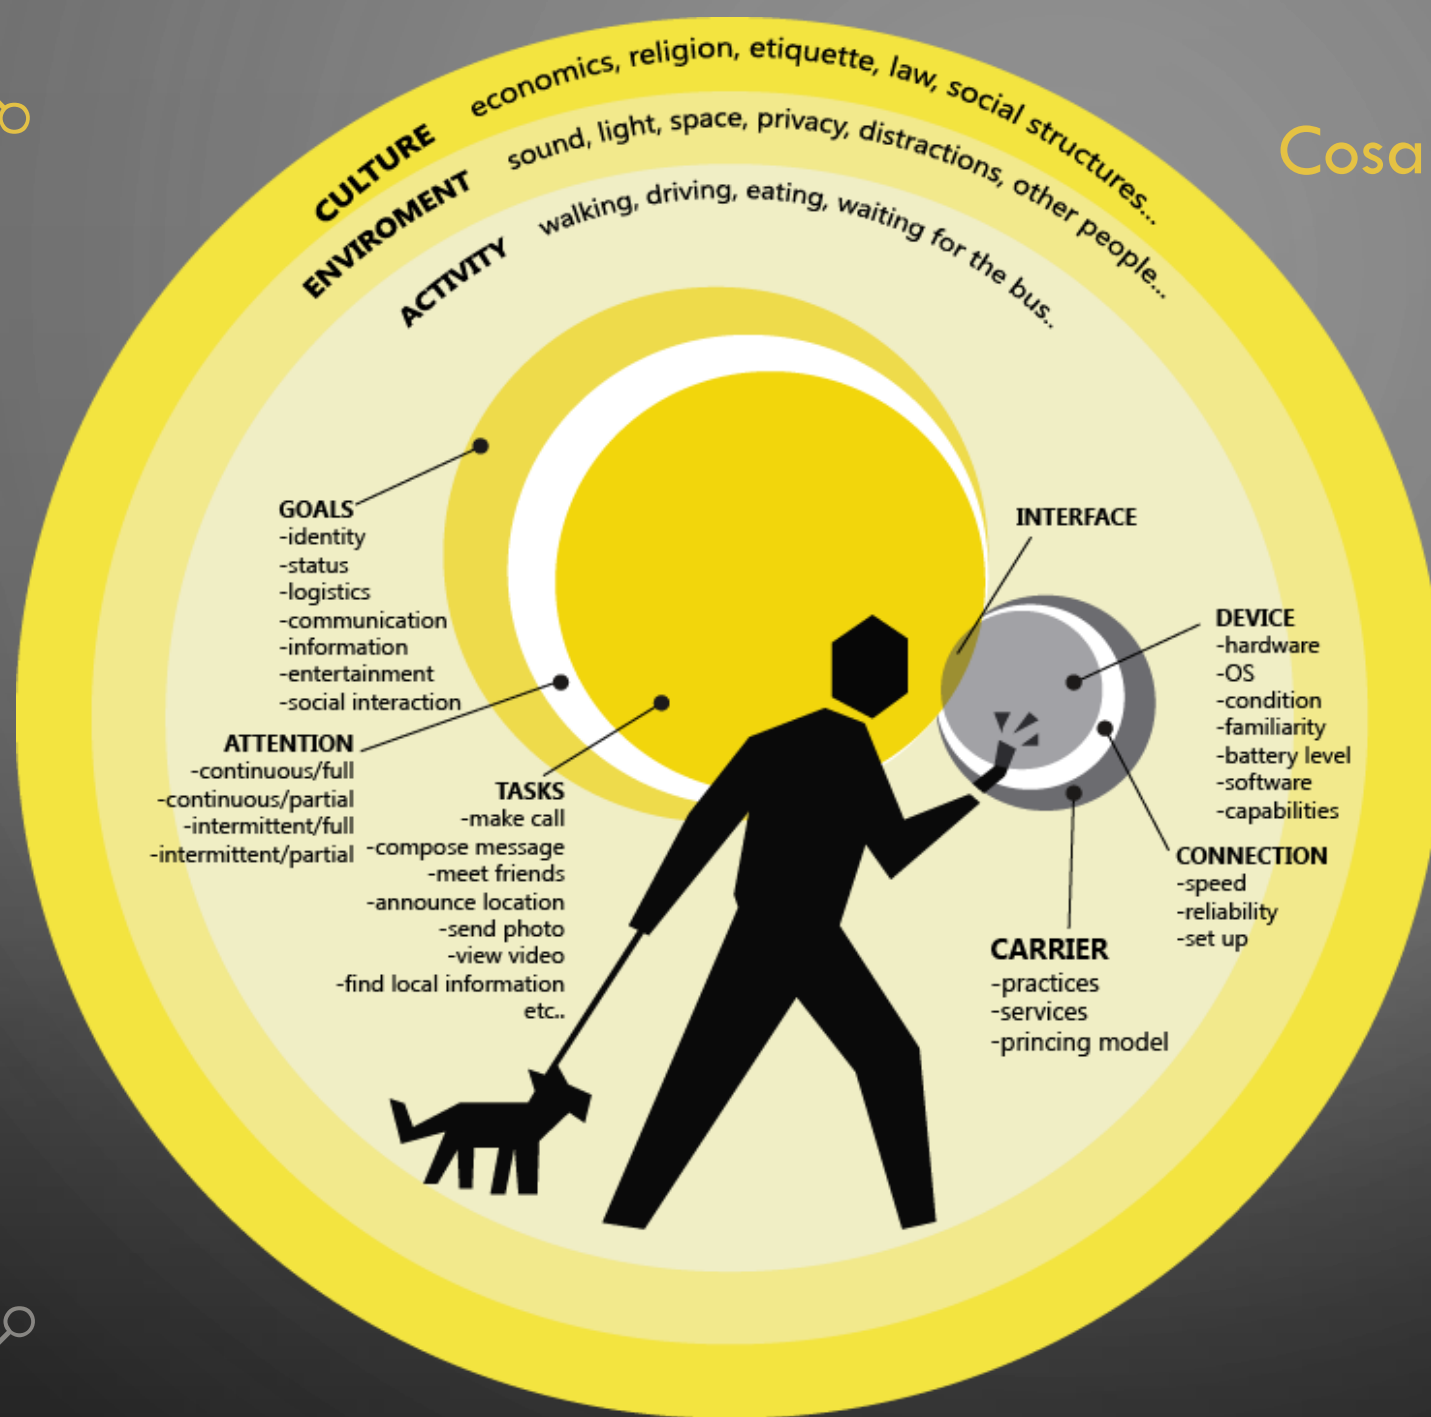 Cosa
CULTURE economics, religion, etiquette, law, social structures...
ENVIROMENT sound, light, space, privacy, distractions, other people...
ACTIVITY walking, driving, eating, waiting for the bus..
GOALS
-identity
-status
-logistics
-communication
-information
-entertainment
-social interaction
ATTENTION
-continuous/full
-continuous/partial
-intermittent/full
-intermittent/partial
TASKS
-make call
-compose message
-meet friends
-announce location
-send photo
-view video
-find local information
etc..
INTERFACE
DEVICE
-hardware
-OS
-condition
-familiarity
-battery level
-software
-capabilities
CONNECTION
-speed
-reliability
-set up
CARRIER
-practices
-services
-princing model